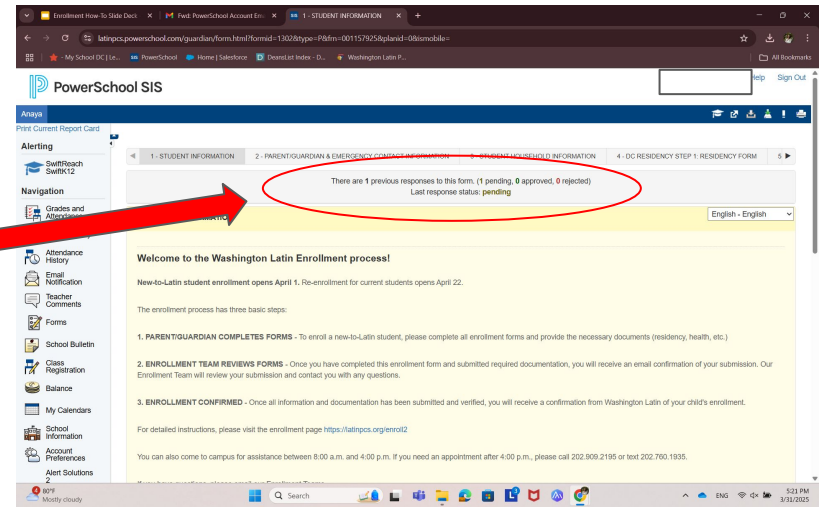 Enrollment How-To Slide Deck
Fwd: PowerSchool Account Em
1 - STUDENT INFORMATION
latinpcs.powerschool.com/guardian/form.html?formid=1302&type=P&frn=001157925&planid=0&ismobile=
- My School DC | Le...
PowerSchool
Home | Salesforce
DeansList Index - D...
Washington Latin P...
All Bookmarks
PowerSchool SIS
Help
Sign Out
Anaya
Print Current Report Card
Alerting
SwiftReach
SwiftK12
Navigation
Grades and
Attendance
Attendance
History
Email
Notification
Teacher
Comments
Forms
School Bulletin
Class
Registration
Balance
My Calendars
School
Information
Account
Preferences
Alert Solutions
2
1 - STUDENT INFORMATION
2 - PARENT/GUARDIAN & EMERGENCY CONTACT INFORMATION
3 - STUDENT HOUSEHOLD INFORMATION
4 - DC RESIDENCY STEP 1: RESIDENCY FORM
5
There are 1 previous responses to this form. (1 pending, 0 approved, 0 rejected)
Last response status: pending
English - English
Welcome to the Washington Latin Enrollment process!
New-to-Latin student enrollment opens April 1. Re-enrollment for current students opens April 22.
The enrollment process has three basic steps:
1. PARENT/GUARDIAN COMPLETES FORMS - To enroll a new-to-Latin student, please complete all enrollment forms and provide the necessary documents (residency, health, etc.)
2. ENROLLMENT TEAM REVIEWS FORMS - Once you have completed this enrollment form and submitted required documentation, you will receive an email confirmation of your submission. Our
Enrollment Team will review your submission and contact you with any questions.
3. ENROLLMENT CONFIRMED - Once all information and documentation has been submitted and verified, you will receive a confirmation from Washington Latin of your child's enrollment.
For detailed instructions, please visit the enrollment page https://latinpcs.org/enroll2
You can also come to campus for assistance between 8:00 a.m. and 4:00 p.m. If you need an appointment after 4:00 p.m., please call 202.909.2195 or text 202.760.1935.
80°F
Mostly cloudy
Search
ENG
5:21 PM
3/31/2025